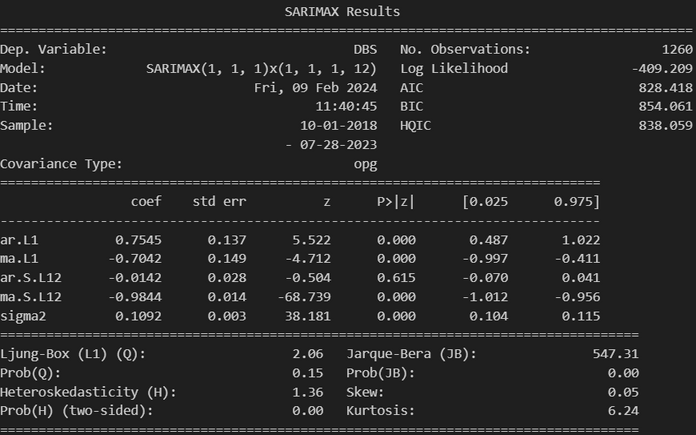 SARIMAX Results
==============================================================================================
Dep. Variable: DBS No. Observations: 1260
Model: SARIMAX(1, 1, 1)x(1, 1, 1, 12) Log Likelihood -409.209
Date: Fri, 09 Feb 2024 AIC 828.418
Time: 11:40:45 BIC 854.061
Sample: 10-01-2018 HQIC 838.059
- 07-28-2023
Covariance Type: opg
==============================================================================
coef std err z P>|z| [0.025 0.975]
------------------------------------------------------------------------------
ar.L1 0.7545 0.137 5.522 0.000 0.487 1.022
ma.L1 -0.7042 0.149 -4.712 0.000 -0.997 -0.411
ar.S.L12 -0.0142 0.028 -0.504 0.615 -0.070 0.041
ma.S.L12 -0.9844 0.014 -68.739 0.000 -1.012 -0.956
sigma2 0.1092 0.003 38.181 0.000 0.104 0.115
===================================================================================
Ljung-Box (L1) (Q): 2.06 Jarque-Bera (JB): 547.31
Prob(Q): 0.15 Prob(JB): 0.00
Heteroskedasticity (H): 1.36 Skew: 0.05
Prob(H) (two-sided): 0.00 Kurtosis: 6.24
===================================================================================